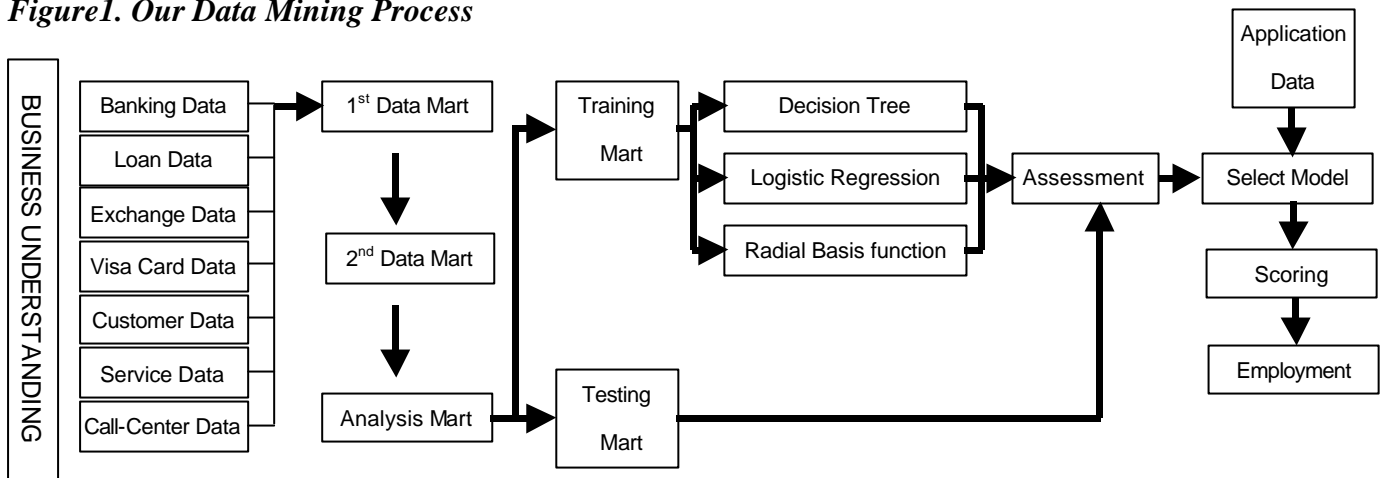 Figure1. Our Data Mining Process
BUSINESS UNDERSTANDING
Banking Data
Loan Data
Exchange Data
Visa Card Data
Customer Data
Service Data
Call-Center Data
1st Data Mart
2nd Data Mart
Analysis Mart
Training
Mart
Testing
Mart
Decision Tree
Logistic Regression
Radial Basis function
Assessment
Application
Data
Select Model
Scoring
Employment